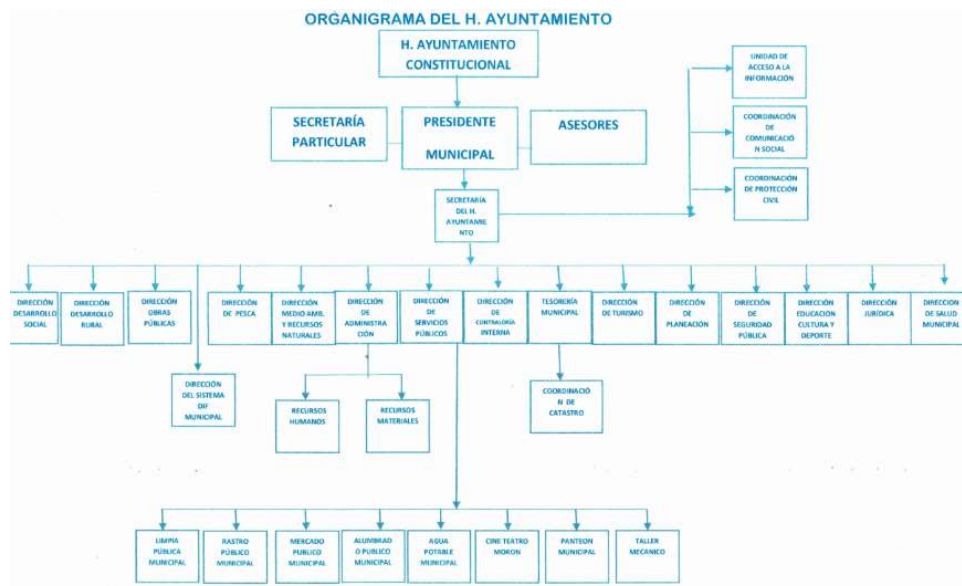 ORGANIGRAMA DEL H. AYUNTAMIENTO
H. AYUNTAMIENTO
CONSTITUCIONAL
UNIDAD DE
ACCESO A LA
INFORMACIÓN
SECRETARÍA
PARTICULAR
PRESIDENTE
MUNICIPAL
ASESORES
COORDINACIÓN
DE
COMUNICACIÓ
N SOCIAL
COORDINACIÓN
DE PROTECCIÓN
CIVIL
SECRETARÍA
DEL H.
AYUNTAMIE
NTO
DIRECCIÓN
DESARROLLO
SOCIAL
DIRECCIÓN
DESARROLLO
RURAL
DIRECCIÓN
OBRAS
PÚBLICAS
DIRECCIÓN
DE PESCA
DIRECCIÓN
MEDIO AMB.
Y RECURSOS
NATURALES
DIRECCIÓN
DE
ADMINISTRA
CIÓN
DIRECCIÓN
DE
SERVICIOS
PÚBLICOS
DIRECCIÓN
DE
CONTRALORÍA
INTERNA
TESORERÍA
MUNICIPAL
DIRECCIÓN
DE TURISMO
DIRECCIÓN
DE
PLANEACIÓN
DIRECCIÓN
DE
SEGURIDAD
PÚBLICA
DIRECCIÓN
EDUCACION
CULTURA Y
DEPORTE
DIRECCIÓN
JURÍDICA
DIRECCION
DE SALUD
MUNICIPAL
DIRECCIÓN
DEL SISTEMA
DIF
MUNICIPAL
RECURSOS
HUMANOS
RECURSOS
MATERIALES
COORDINACIÓ
N DE
CATASTRO
LIMPIA
PÚBLICA
MUNICIPAL
RASTRO
PÚBLICO
MUNICIPAL
MERCADO
PUBLICO
MUNICIPAL
ALUMBRAD
O PUBLICO
MUNICIPAL
AGUA
POTABLE
MUNICIPAL
CINE TEATRO
MORON
PANTEON
MUNICIPAL
TALLER
MECANICO